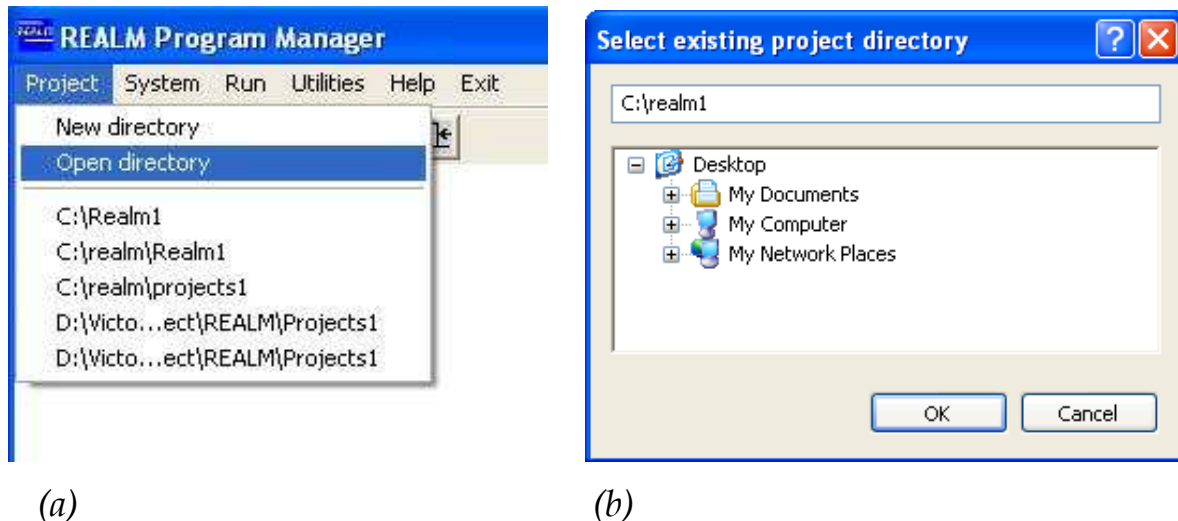 REALM Program Manager
Project System Run Utilities Help Exit
New directory
Open directory
C:\Realm1
C:\realm\Realm1
C:\realm\projects1
D:\Victo...ect\REALM\Projects1
D:\Victo...ect\REALM\Projects1
(a)
Select existing project directory
C:\realm1
Desktop
My Documents
My Computer
My Network Places
OK Cancel
(b)